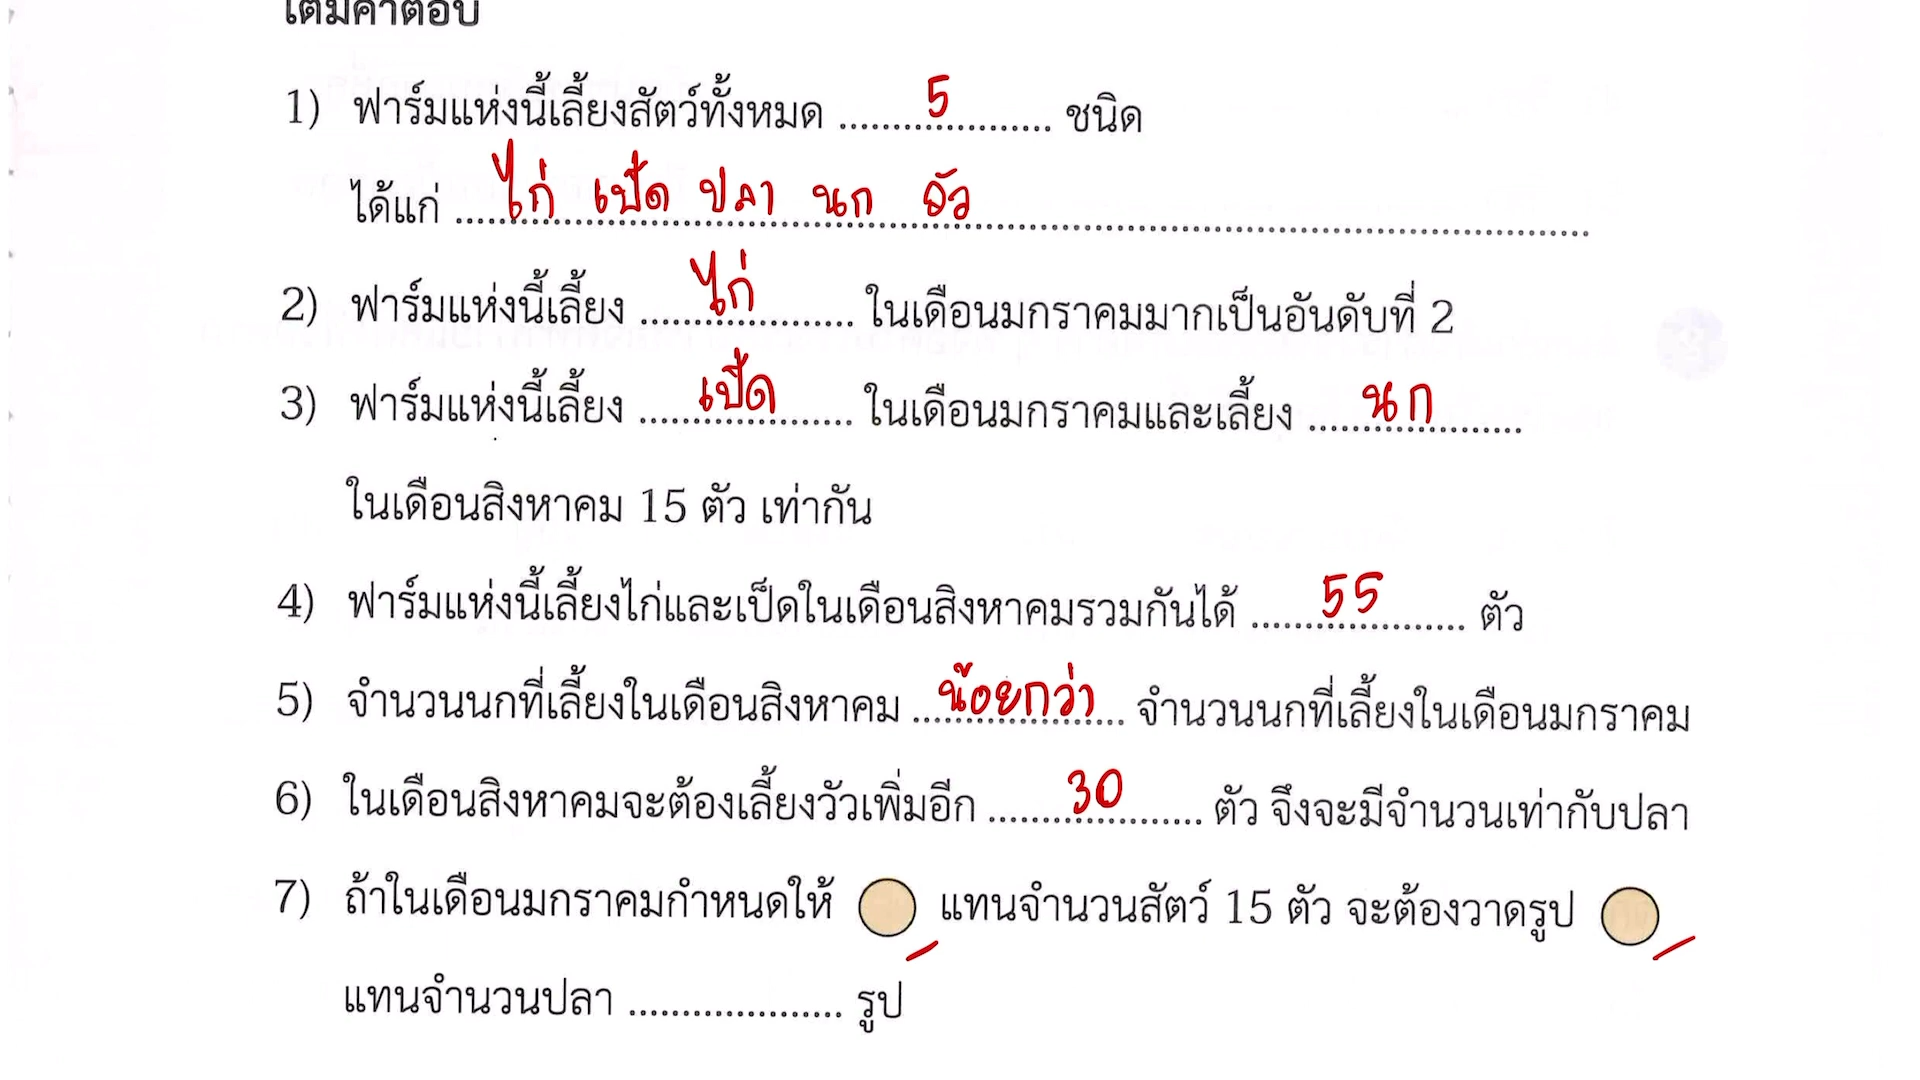 เติมคำตอบ
1) ฟาร์มแห่งนี้เลี้ยงสัตว์ทั้งหมด 5 ชนิด
ได้แก่ ไก่ เป็ด ปลา นก วัว
2) ฟาร์มแห่งนี้เลี้ยง ไก่ ในเดือนมกราคมมากเป็นอันดับที่ 2
3) ฟาร์มแห่งนี้เลี้ยง เป็ด ในเดือนมกราคมและเลี้ยง นก
ในเดือนสิงหาคม 15 ตัว เท่ากัน
4) ฟาร์มแห่งนี้เลี้ยงไก่และเป็ดในเดือนสิงหาคมรวมกันได้ 55 ตัว
5) จำนวนนกที่เลี้ยงในเดือนสิงหาคม น้อยกว่า จำนวนนกที่เลี้ยงในเดือนมกราคม
6) ในเดือนสิงหาคมจะต้องเลี้ยงวัวเพิ่มอีก 30 ตัว จึงจะมีจำนวนเท่ากับปลา
7) ถ้าในเดือนมกราคมกำหนดให้ แทนจำนวนสัตว์ 15 ตัว จะต้องวาดรูป
แทนจำนวนปลา .................... รูป